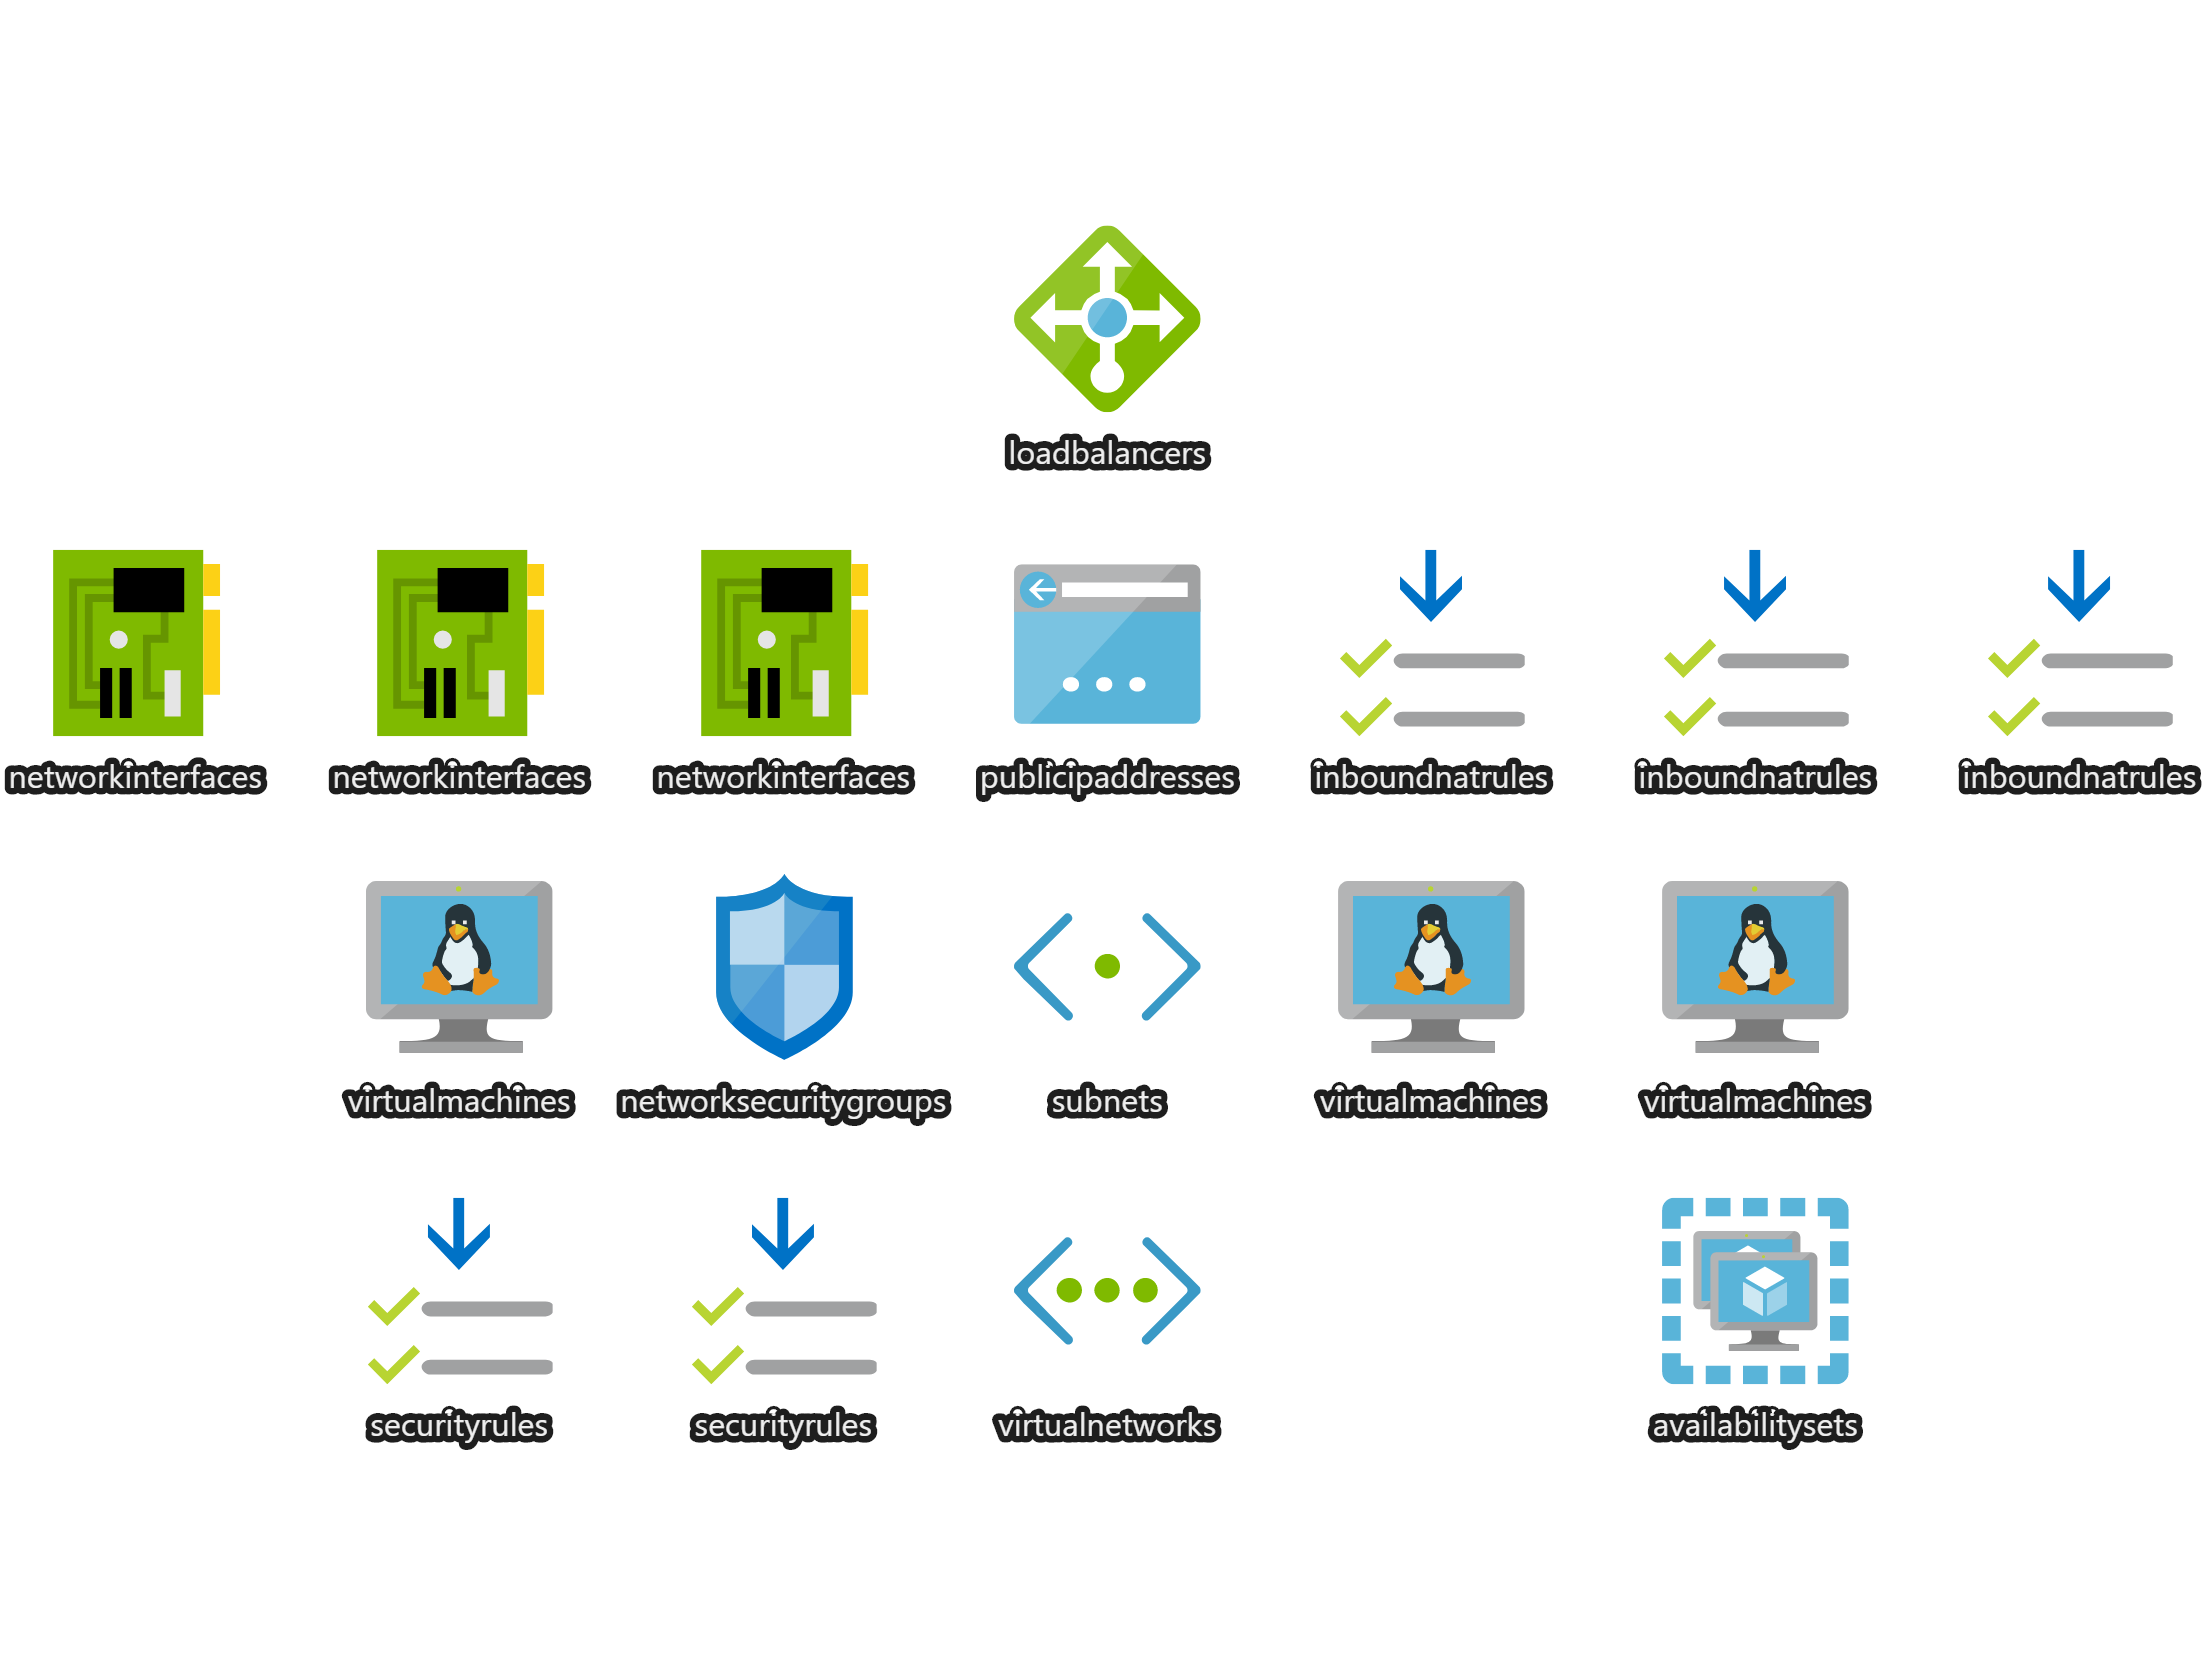 loadbalancers
networkinterfaces
networkinterfaces
networkinterfaces
publicipaddresses
inboundnatrules
inboundnatrules
inboundnatrules
virtualmachines
networksecuritygroups
subnets
virtualmachines
virtualmachines
securityrules
securityrules
virtualnetworks
availabilitysets